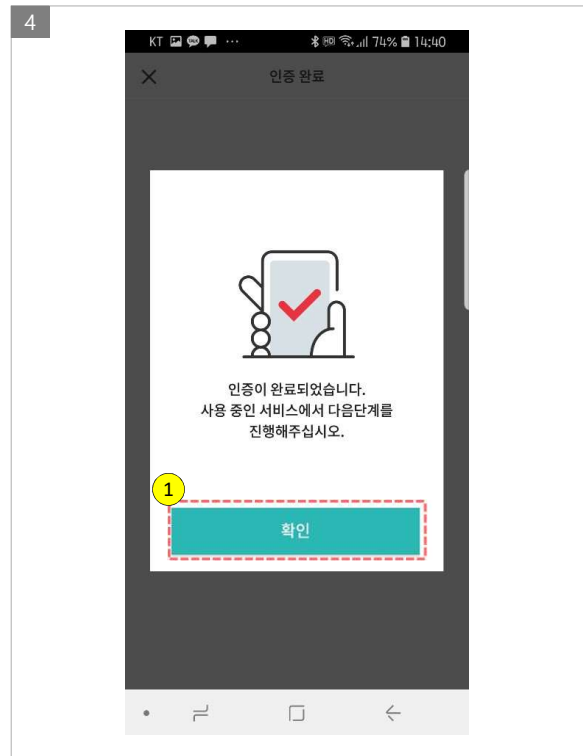 4
KT ... 74% 14:40
인증 완료
인증이 완료되었습니다.
사용 중인 서비스에서 다음단계를
진행해주십시오.
1
확인